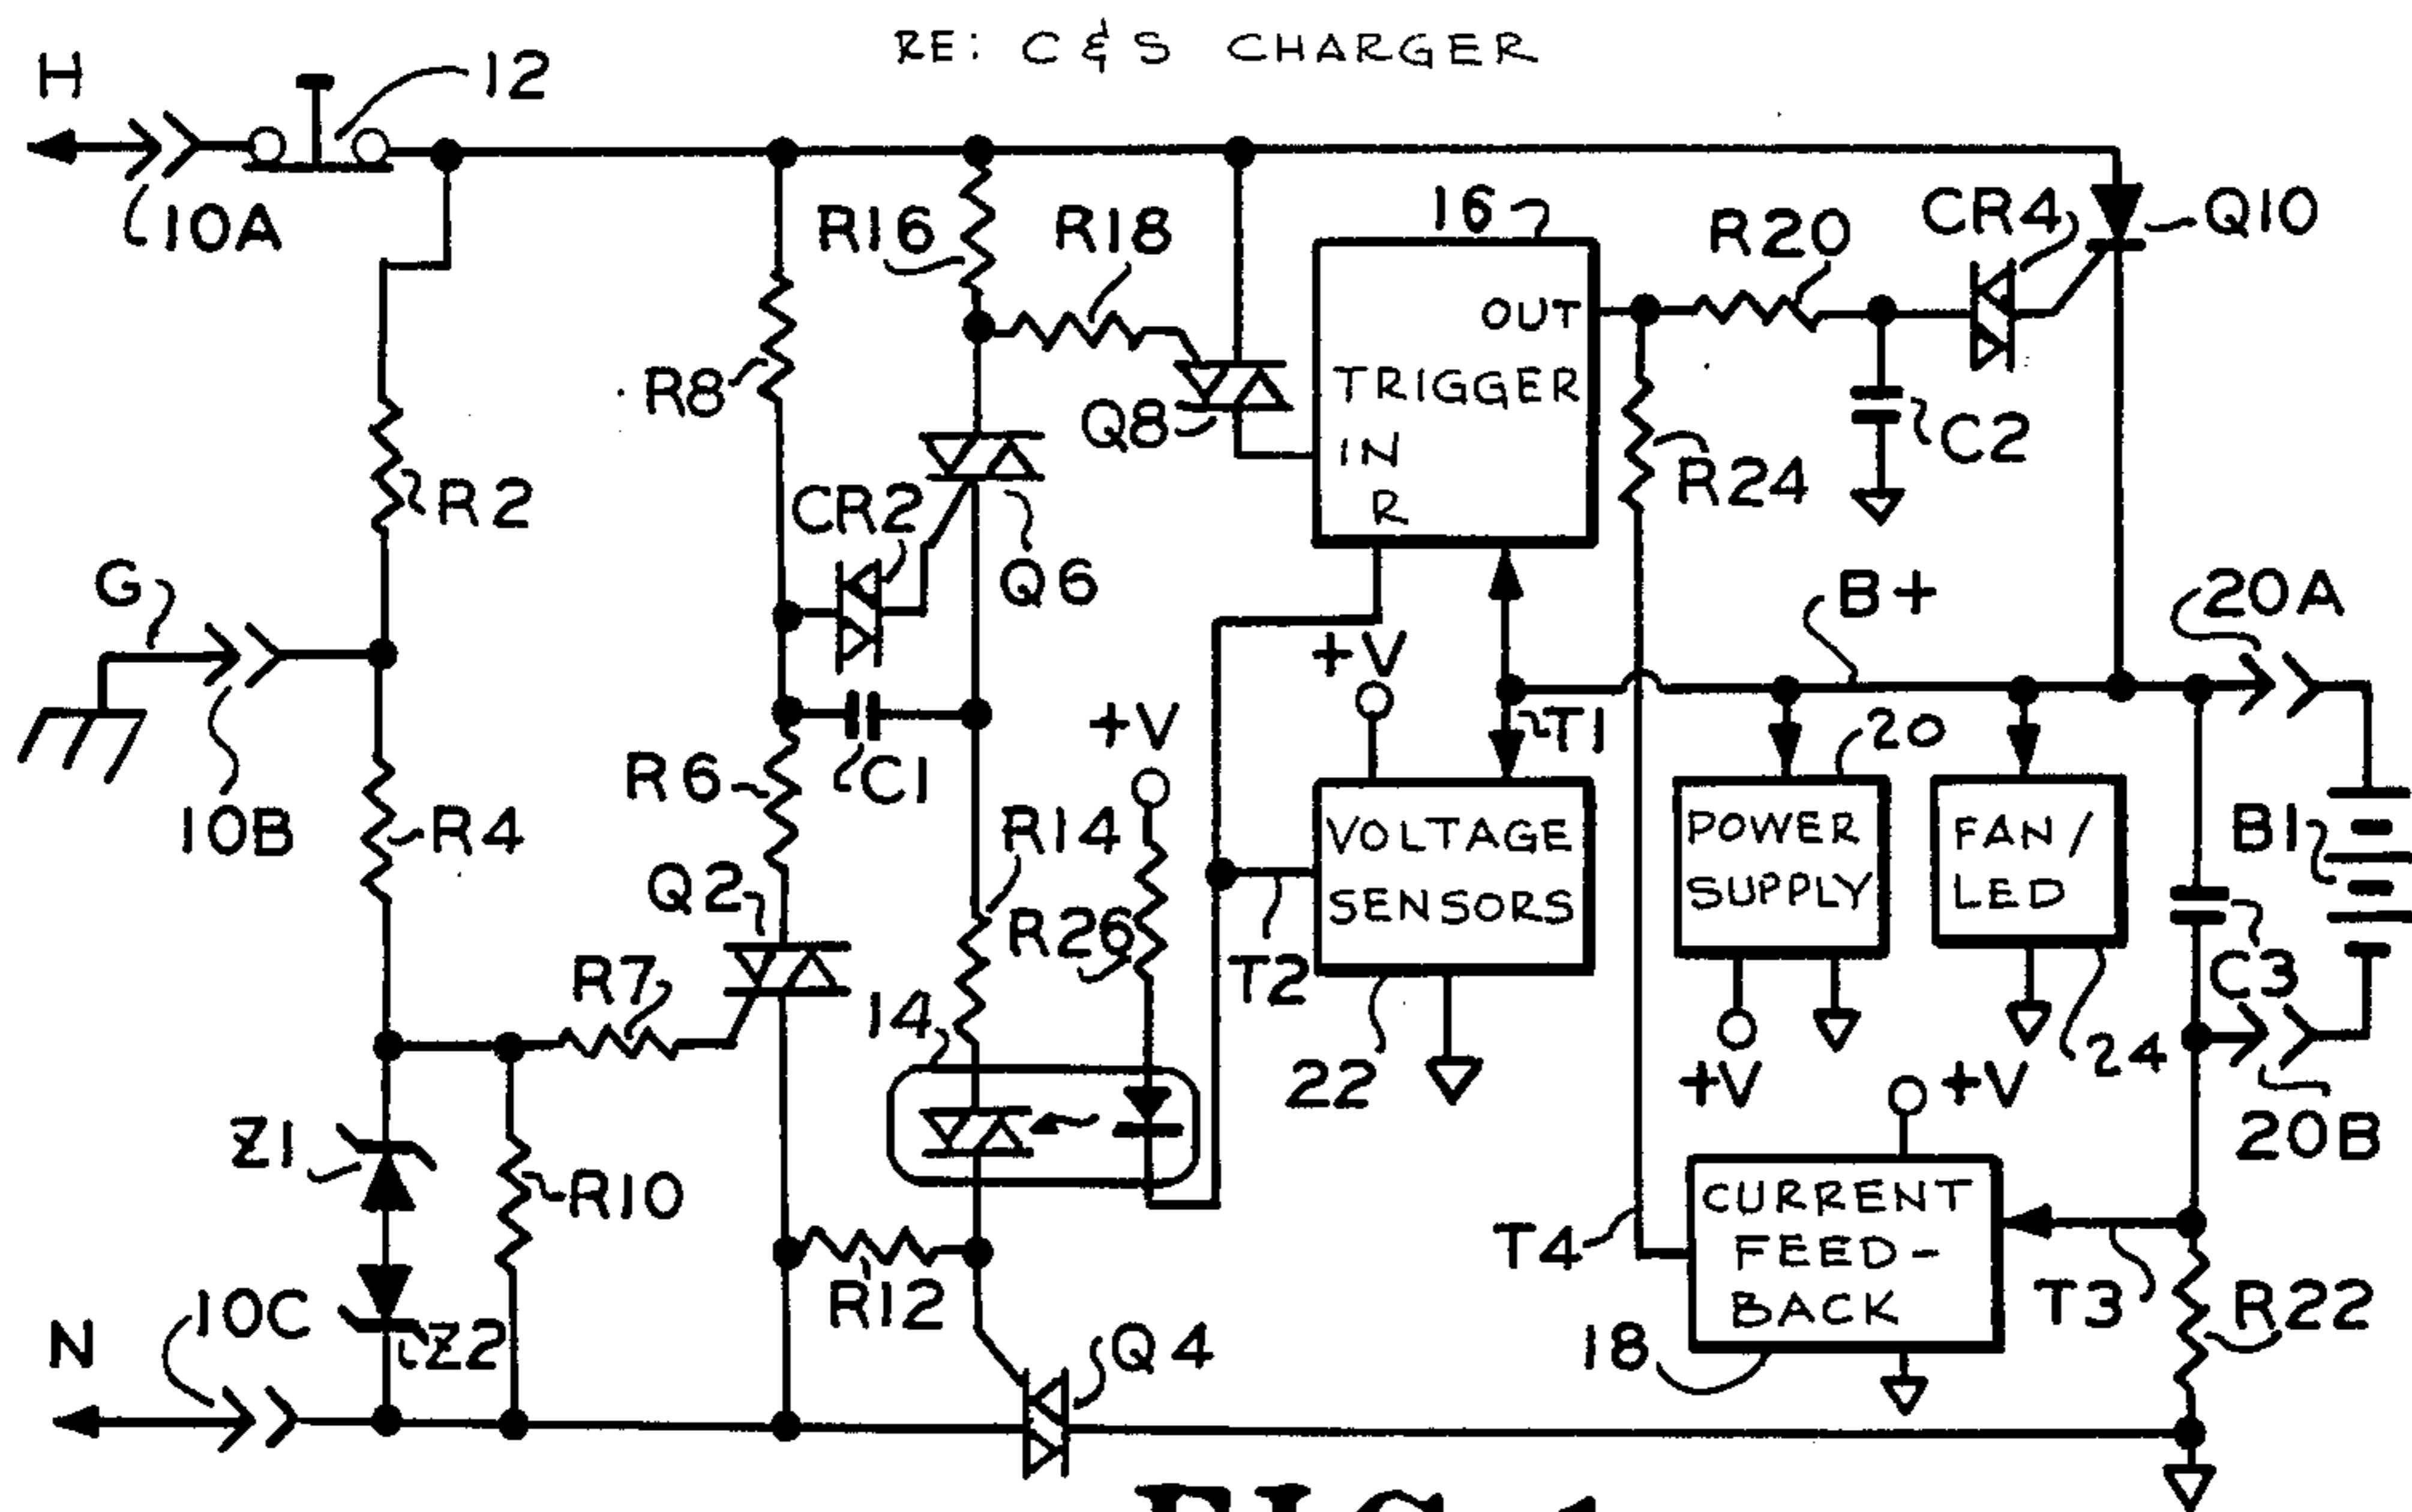 RE: C & S CHARGER
H
12
10A
R16
R18
16
R20
CR4
Q10
OUT
TRIGGER
IN
R
R8
Q8
C2
R2
R24
CR2
Q6
G
B+
20A
+V
T1
+V
20
R6
C1
10B
R4
R14
VOLTAGE
SENSORS
POWER
SUPPLY
FAN/
LED
B1
Q2
R26
R7
T2
C3
14
22
+V
+V
24
Z1
20B
R10
CURRENT
FEED-
BACK
T4
T3
R22
10C
R12
N
Z2
Q4
18